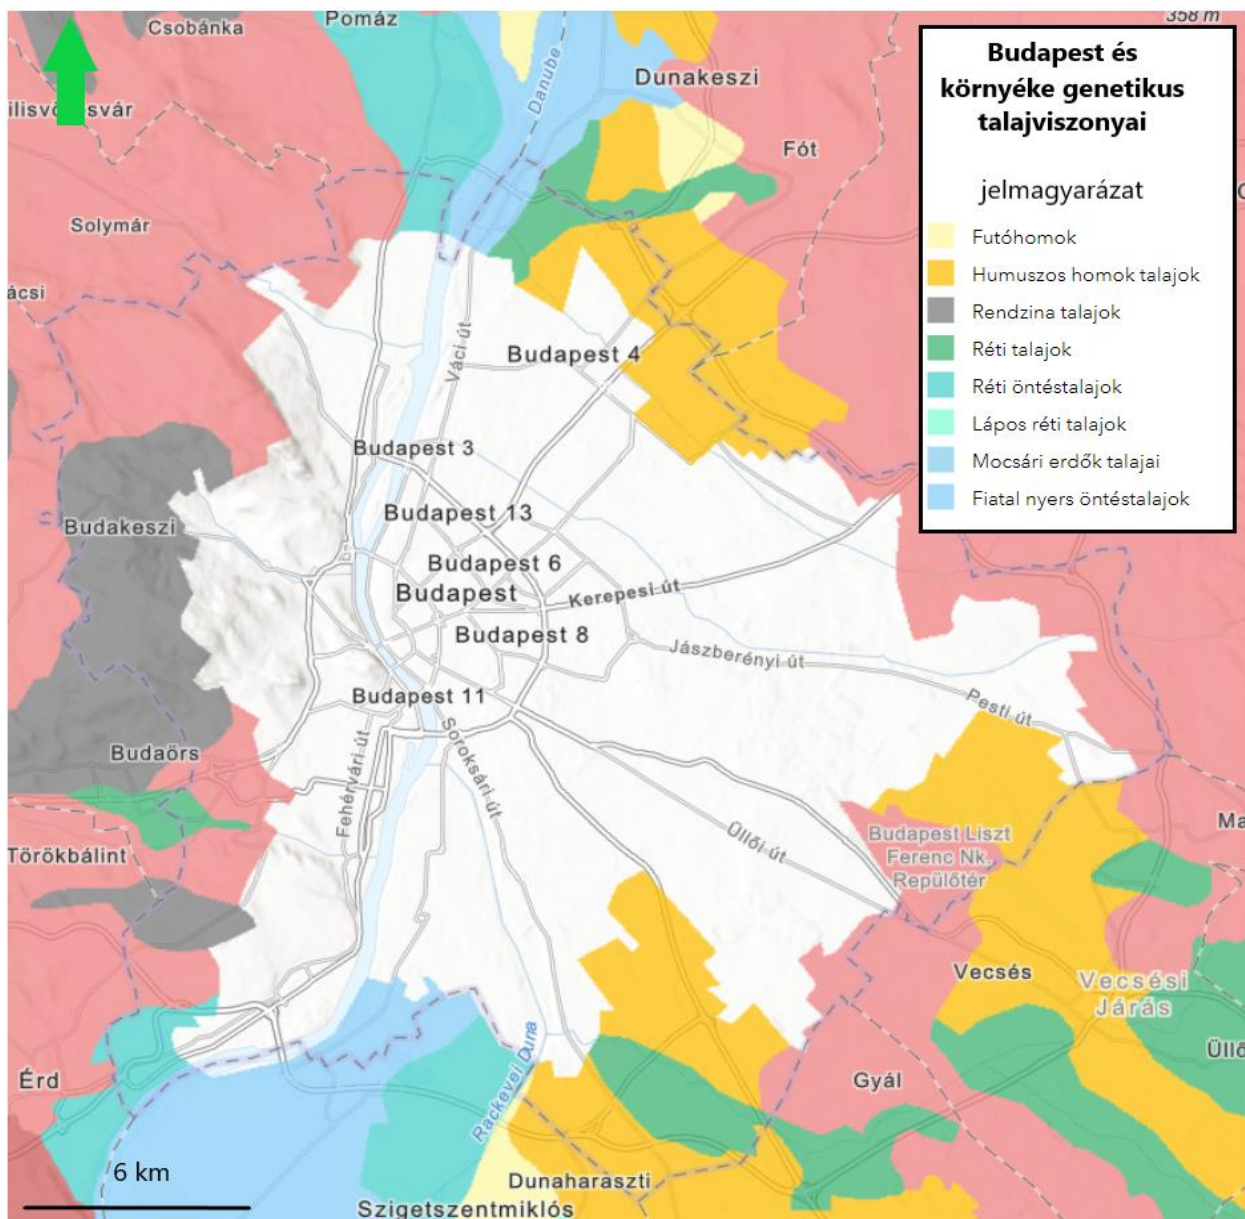 Pomáz
358 m
Csobánka
Budapest és
környéke genetikus
talajviszonyai
Danube
Dunakeszi
ilisvörösvár
Fót
jelmagyarázat
Solymár
Futóhomok
Humuszos homok talajok
ácsi
Rendzina talajok
Váci út
Budapest 4
Réti talajok
Réti öntéstalajok
Lápos réti talajok
Budapest 3
Mocsári erdők talajai
Fiatal nyers öntéstalajok
Budakeszi
Budapest 13
Budapest 6
Budapest
Kerepesi út
Budapest 8
Jászberényi út
Budapest 11
Pesti út
Budaörs
Soroksári út
Fehérvári út
Üllői út
Ma
Törökbálint
Budapest Liszt
Ferenc Nk.
Repülőtér
Vecsés
Vecsési
Járás
Ráckevei Duna
Üllő
Érd
Gyál
6 km
Dunaharaszti
Szigetszentmiklós